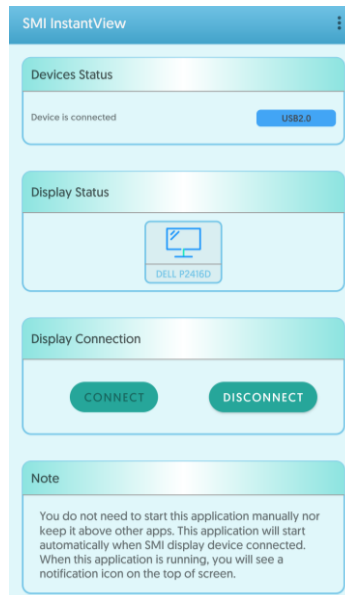 SMI InstantView
Devices Status
Device is connected
USB2.0
Display Status
DELL P2416D
Display Connection
CONNECT
DISCONNECT
Note
You do not need to start this application manually nor
keep it above other apps. This application will start
automatically when SMI display device connected.
When this application is running, you will see a
notification icon on the top of screen.